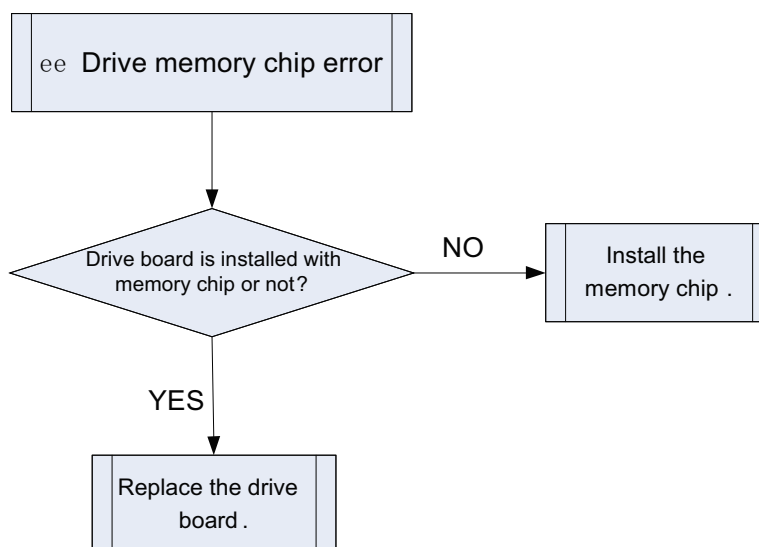 ee Drive memory chip error
Drive board is installed with
memory chip or not?
NO
Install the
memory chip .
YES
Replace the drive
board .